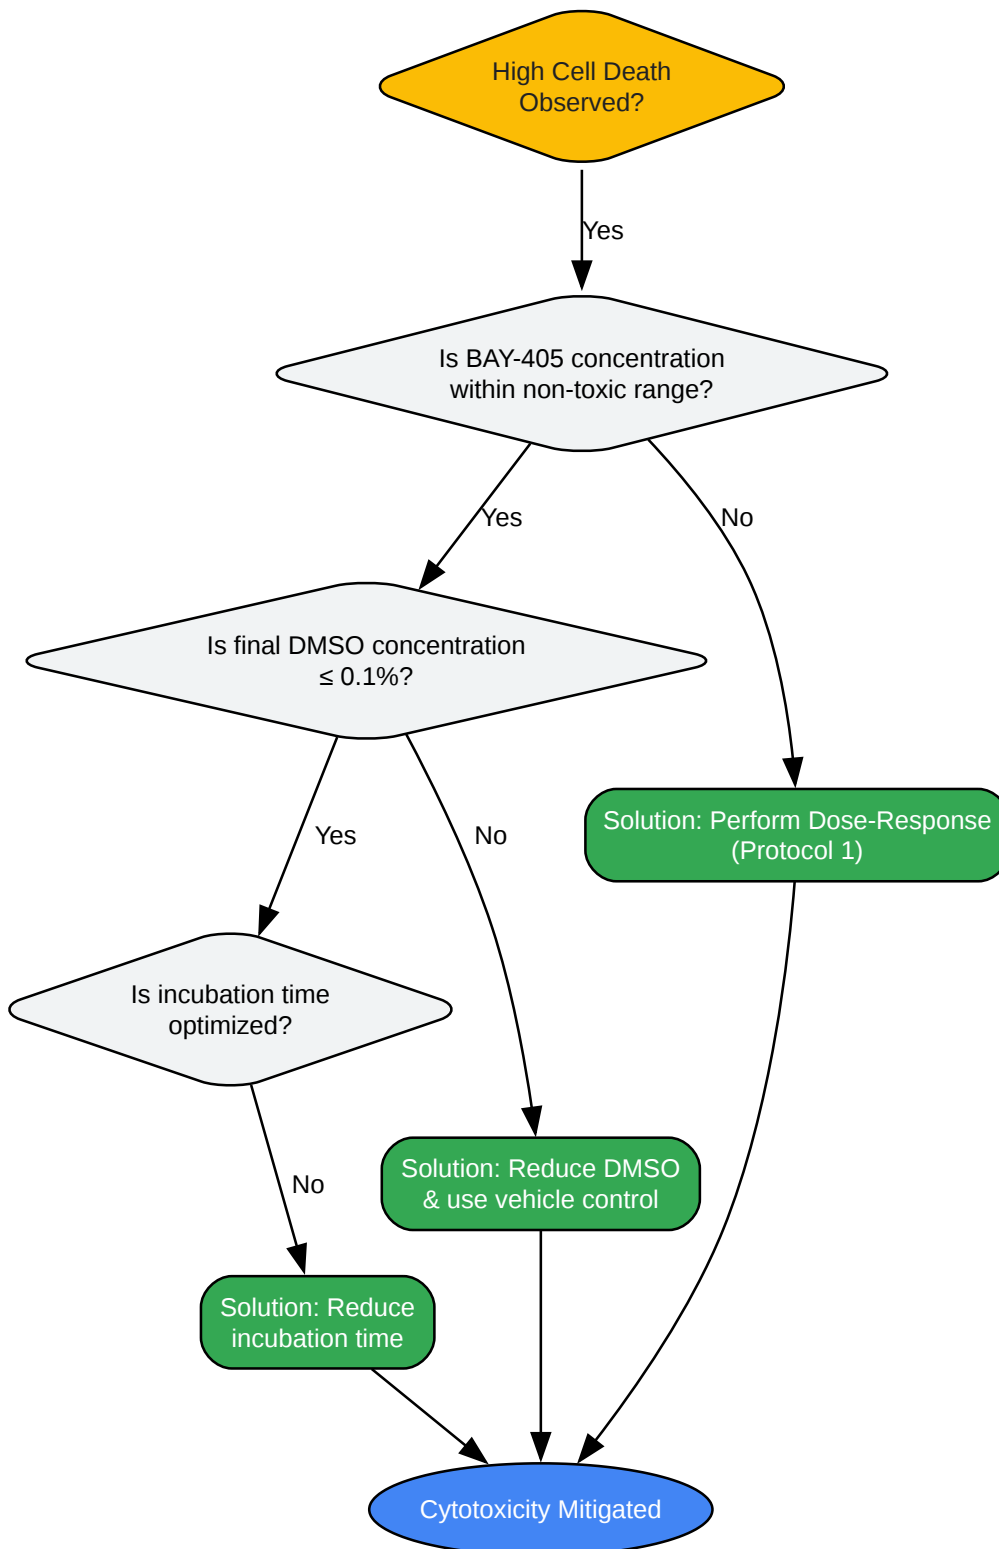 High Cell Death
Observed?
Yes
Is BAY-405 concentration
within non-toxic range?
Yes
No
Is final DMSO concentration
≤ 0.1%?
Yes
No
Solution: Perform Dose-Response
(Protocol 1)
Is incubation time
optimized?
No
Solution: Reduce DMSO
& use vehicle control
Solution: Reduce
incubation time
Cytotoxicity Mitigated